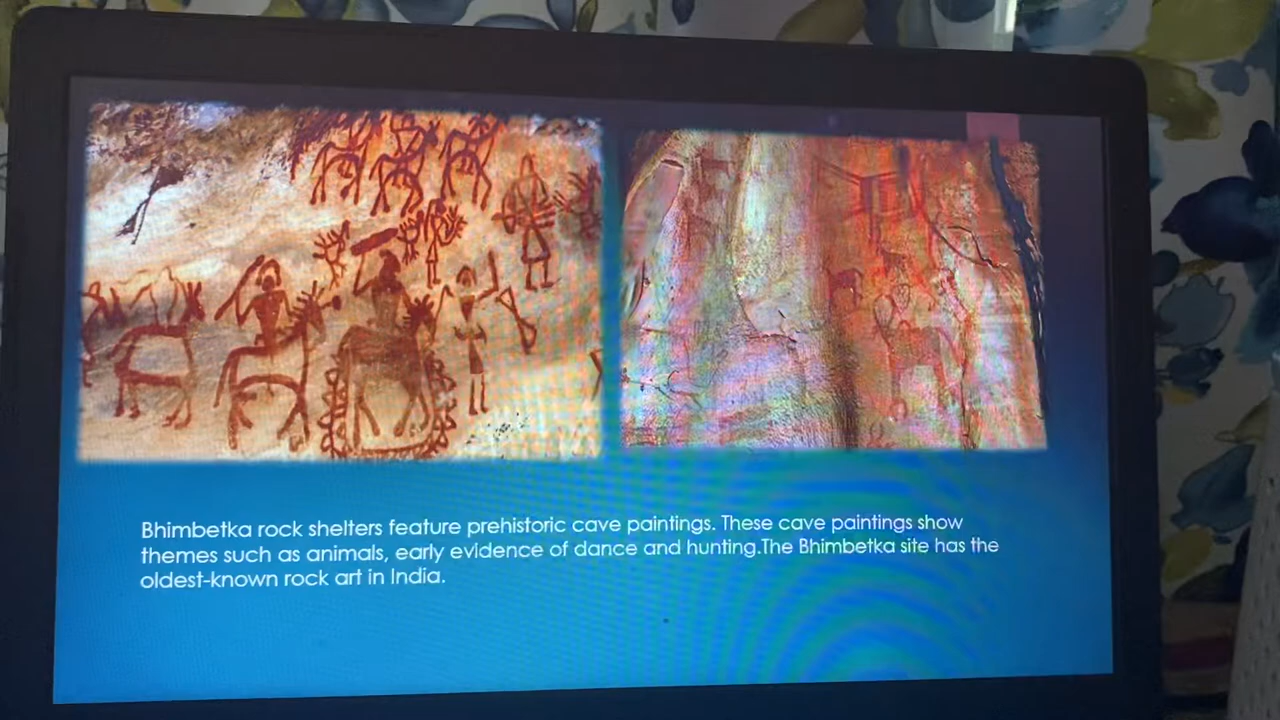 Bhimbetka rock shelters feature prehistoric cave paintings. These cave paintings show
themes such as animals, early evidence of dance and hunting.The Bhimbetka site has the
oldest-known rock art in India.